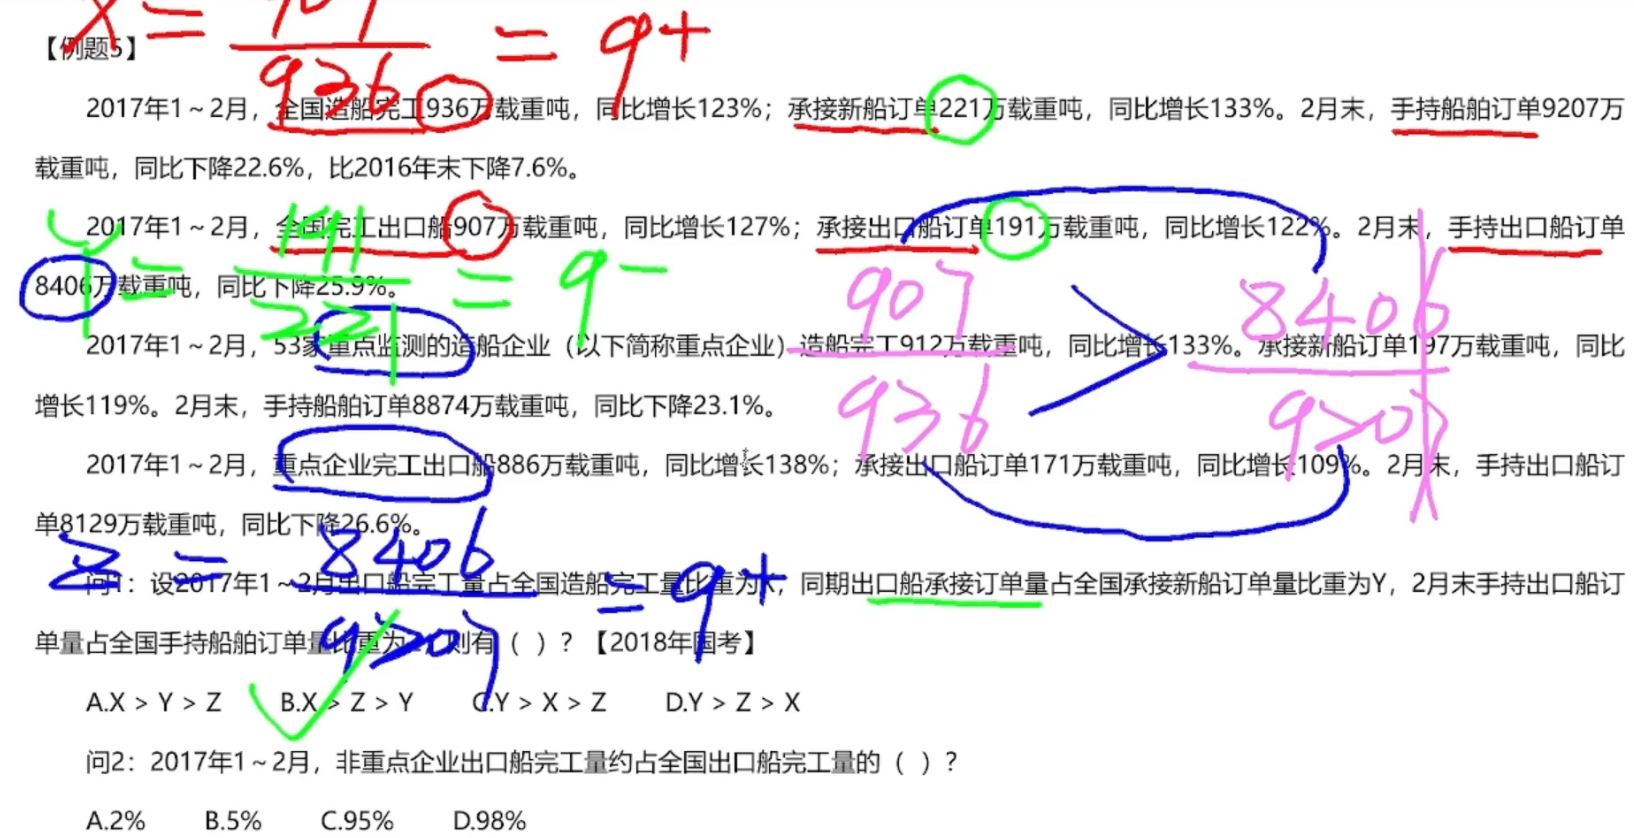 X = 907/936 = 9+
【例题5】
2017年1～2月，全国造船完工936万载重吨，同比增长123%；承接新船订单221万载重吨，同比增长133%。2月末，手持船舶订单9207万
载重吨，同比下降22.6%，比2016年末下降7.6%。
2017年1～2月，全国完工出口船907万载重吨，同比增长127%；承接出口船订单191万载重吨，同比增长122%。2月末，手持出口船订单
8406万载重吨，同比下降25.9%。
Y = 191/221 = 9-
907/936 > 8406/9207
2017年1～2月，53家重点监测的造船企业（以下简称重点企业）造船完工912万载重吨，同比增长133%。承接新船订单197万载重吨，同比
增长119%。2月末，手持船舶订单8874万载重吨，同比下降23.1%。
2017年1～2月，重点企业完工出口船886万载重吨，同比增长138%；承接出口船订单171万载重吨，同比增长109%。2月末，手持出口船订
单8129万载重吨，同比下降26.6%。
Z = 8406/9207 = 9+
问1：设2017年1～2月出口船完工量占全国造船完工量比重为X，同期出口船承接订单量占全国承接新船订单量比重为Y，2月末手持出口船订
单量占全国手持船舶订单量比重为Z，则有（ ）？【2018年国考】
A.X > Y > Z B.X > Z > Y C.Y > X > Z D.Y > Z > X
问2：2017年1～2月，非重点企业出口船完工量约占全国出口船完工量的（ ）？
A.2% B.5% C.95% D.98%